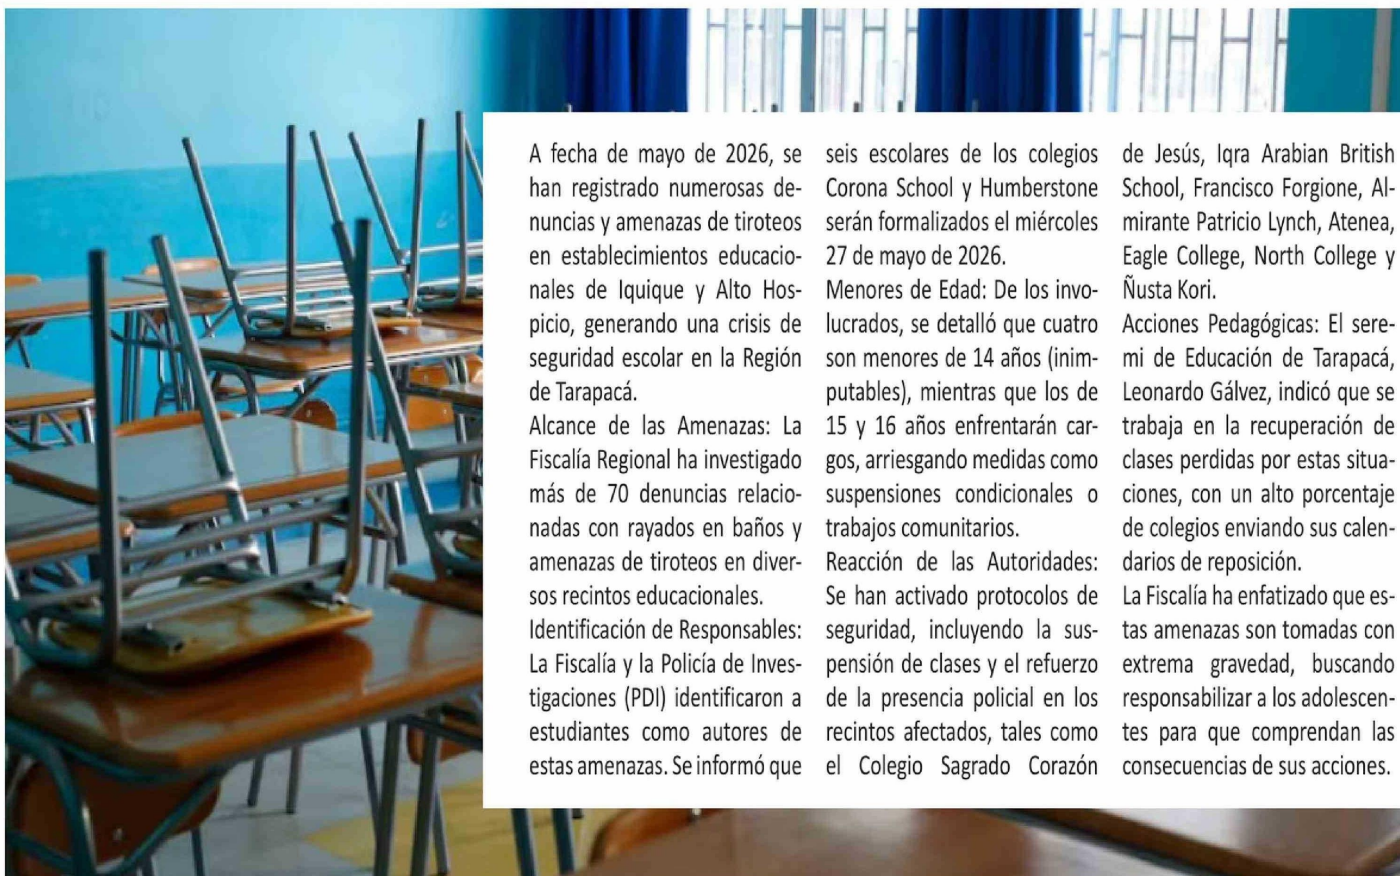 A fecha de mayo de 2026, se
han registrado numerosas de-
nuncias y amenazas de tiroteos
en establecimientos educacio-
nales de Iquique y Alto Hos-
picio, generando una crisis de
seguridad escolar en la Región
de Tarapacá.
Alcance de las Amenazas: La
Fiscalía Regional ha investigado
más de 70 denuncias relacio-
nadas con rayados en baños y
amenazas de tiroteos en diver-
sos recintos educacionales.
Identificación de Responsables:
La Fiscalía y la Policía de Inves-
tigaciones (PDI) identificaron a
estudiantes como autores de
estas amenazas. Se informó que
seis escolares de los colegios
Corona School y Humberstone
serán formalizados el miércoles
27 de mayo de 2026.
Menores de Edad: De los invo-
lucrados, se detalló que cuatro
son menores de 14 años (inim-
putables), mientras que los de
15 y 16 años enfrentarán car-
gos, arriesgando medidas como
suspensiones condicionales o
trabajos comunitarios.
Reacción de las Autoridades:
Se han activado protocolos de
seguridad, incluyendo la sus-
pensión de clases y el refuerzo
de la presencia policial en los
recintos afectados, tales como
el Colegio Sagrado Corazón
de Jesús, Iqra Arabian British
School, Francisco Forgione, Al-
mirante Patricio Lynch, Atenea,
Eagle College, North College y
Ñusta Kori.
Acciones Pedagógicas: El sere-
mi de Educación de Tarapacá,
Leonardo Gálvez, indicó que se
trabaja en la recuperación de
clases perdidas por estas situa-
ciones, con un alto porcentaje
de colegios enviando sus calen-
darios de reposición.
La Fiscalía ha enfatizado que es-
tas amenazas son tomadas con
extrema gravedad, buscando
responsabilizar a los adolescen-
tes para que comprendan las
consecuencias de sus acciones.